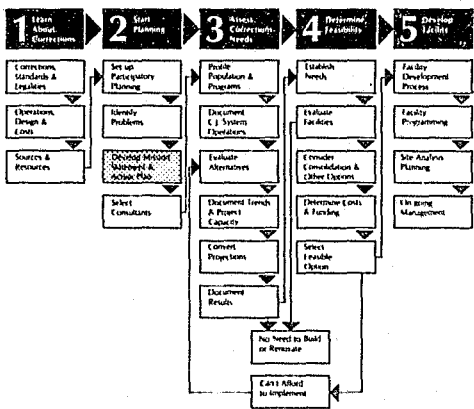 1 Learn
About
Corrections
2 Start
Planning
3 Assess
Corrections
Needs
4 Determine
Feasibility
5 Develop
Facility
Corrections
Standards &
Legalities
Operations,
Design &
Costs
Sources &
Resources
Set up
Participatory
Planning
Identify
Problems
Develop Mission
Statement &
Action Plan
Select
Consultants
Profile
Population &
Programs
Document
C.J. System
Operations
Evaluate
Alternatives
Document Trends
& Project
Capacity
Convert
Projections
Document
Results
Establish
Needs
Evaluate
Facilities
Consider
Consolidation &
Other Options
Determine Costs
& Funding
Select
Feasible
Option
No Need to Build
or Renovate
Can't Afford
to Implement
Facility
Development
Process
Facility
Programming
Site Analysis
Planning
On-going
Management